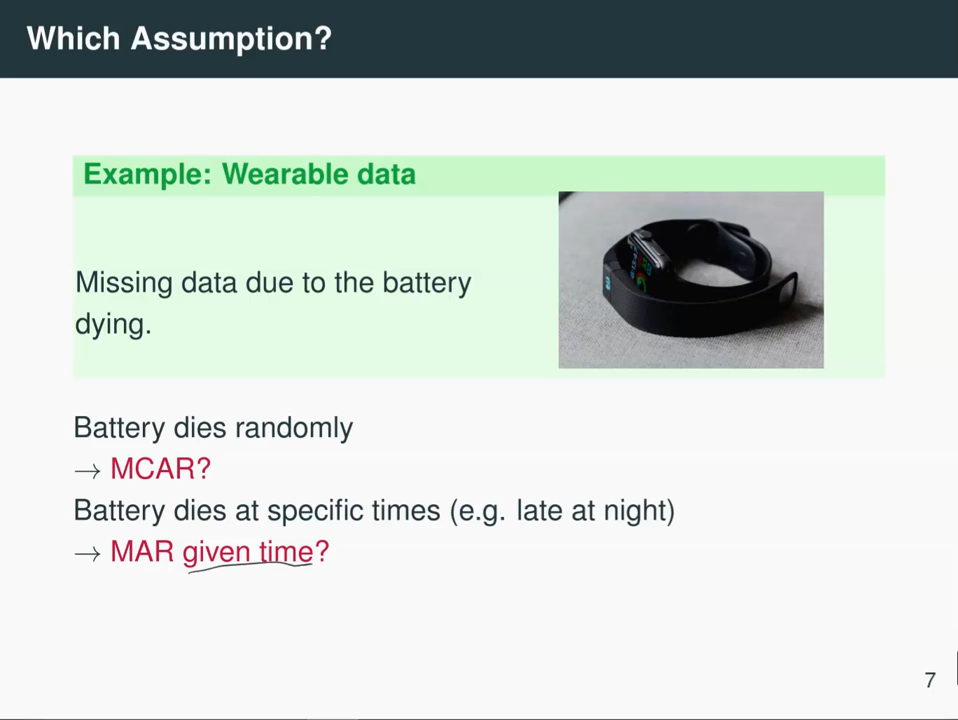 Which Assumption?
Example: Wearable data
Missing data due to the battery
dying.
Battery dies randomly
→ MCAR?
Battery dies at specific times (e.g. late at night)
→ MAR given time?
7